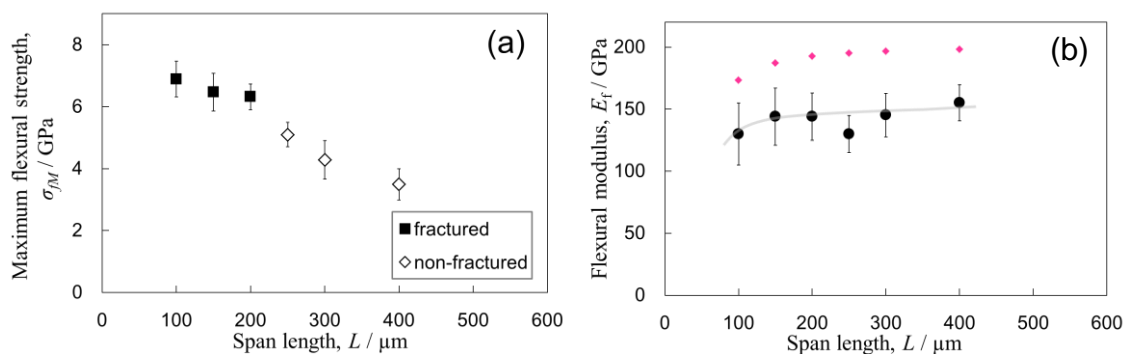 Maximum flexural strength,
σfM / GPa
8
6
4
2
0
(a)
fractured
non-fractured
0 100 200 300 400 500 600
Span length, L / μm
Flexural modulus, Ef / GPa
200
150
100
50
0
(b)
0 100 200 300 400 500 600
Span length, L / μm